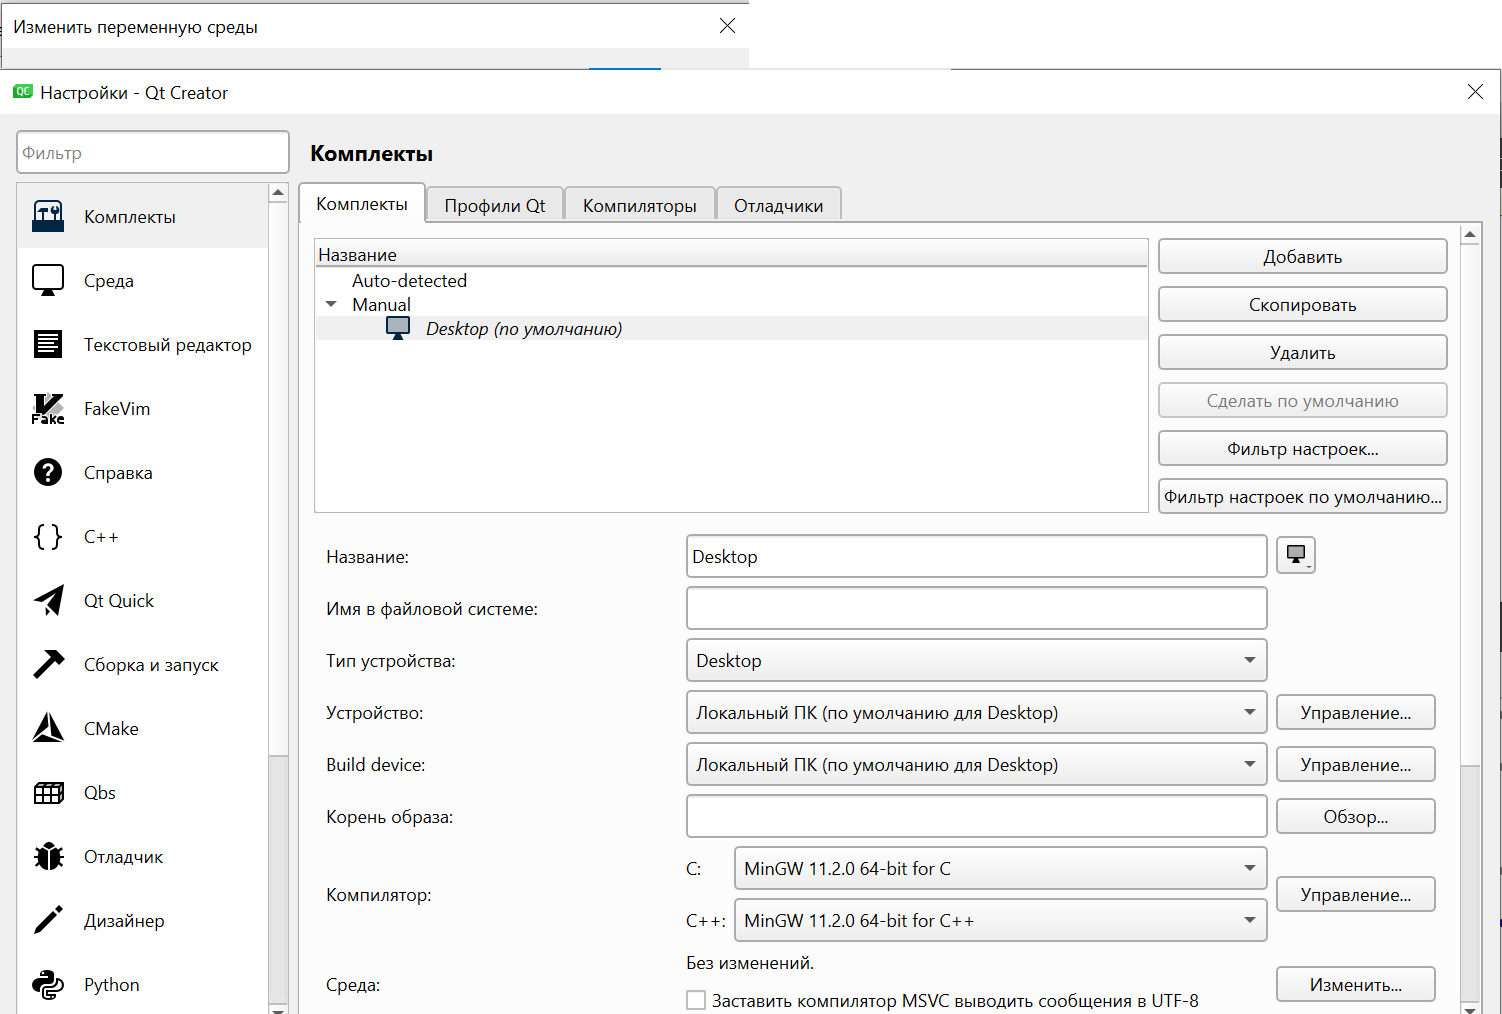 Изменить переменную среды
QC Настройки - Qt Creator
Фильтр
Комплекты
Среда
Текстовый редактор
Fake FakeVim
Справка
C++
Qt Quick
Сборка и запуск
CMake
Qbs
Отладчик
Дизайнер
Python
Комплекты
Комплекты Профили Qt Компиляторы Отладчики
Название
Auto-detected
Manual
Desktop (по умолчанию)
Добавить
Скопировать
Удалить
Сделать по умолчанию
Фильтр настроек...
Фильтр настроек по умолчанию...
Название: Desktop
Имя в файловой системе:
Тип устройства: Desktop
Устройство: Локальный ПК (по умолчанию для Desktop) Управление...
Build device: Локальный ПК (по умолчанию для Desktop) Управление...
Корень образа: Обзор...
Компилятор: Управление...
C: MinGW 11.2.0 64-bit for C
C++: MinGW 11.2.0 64-bit for C++
Среда: Изменить...
Без изменений.
Заставить компилятор MSVC выводить сообщения в UTF-8